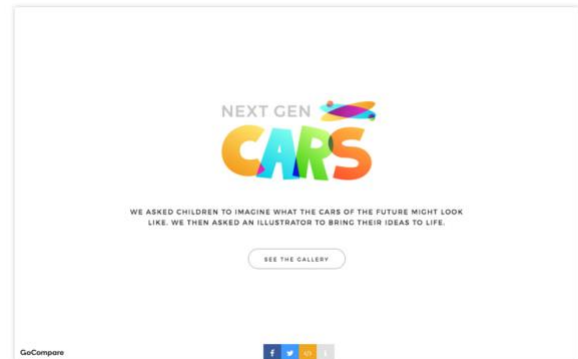 NEXT GEN
CARS
WE ASKED CHILDREN TO IMAGINE WHAT THE CARS OF THE FUTURE MIGHT LOOK
LIKE. WE THEN ASKED AN ILLUSTRATOR TO BRING THEIR IDEAS TO LIFE.
SEE THE GALLERY
GoCompare